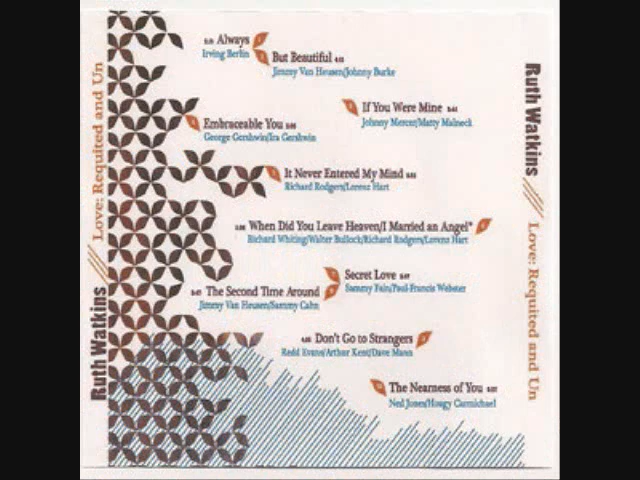 Always
Irving Berlin
But Beautiful
Jimmy Van Heusen/Johnny Burke
If You Were Mine
Johnny Mercer/Matty Malneck
Embraceable You
George Gershwin/Ira Gershwin
It Never Entered My Mind
Richard Rodgers/Lorenz Hart
When Did You Leave Heaven/I Married an Angel*
Richard Whiting/Walter Bullock/Richard Rodgers/Lorenz Hart
Secret Love
Sammy Fain/Paul Francis Webster
The Second Time Around
Jimmy Van Heusen/Sammy Cahn
Don't Go to Strangers
Redd Evans/Arthur Kent/Dave Mann
The Nearness of You
/Hoagy Carmichael
Ruth Watkins Love: Requited and Un
Ruth Watkins Love: Requited and Un